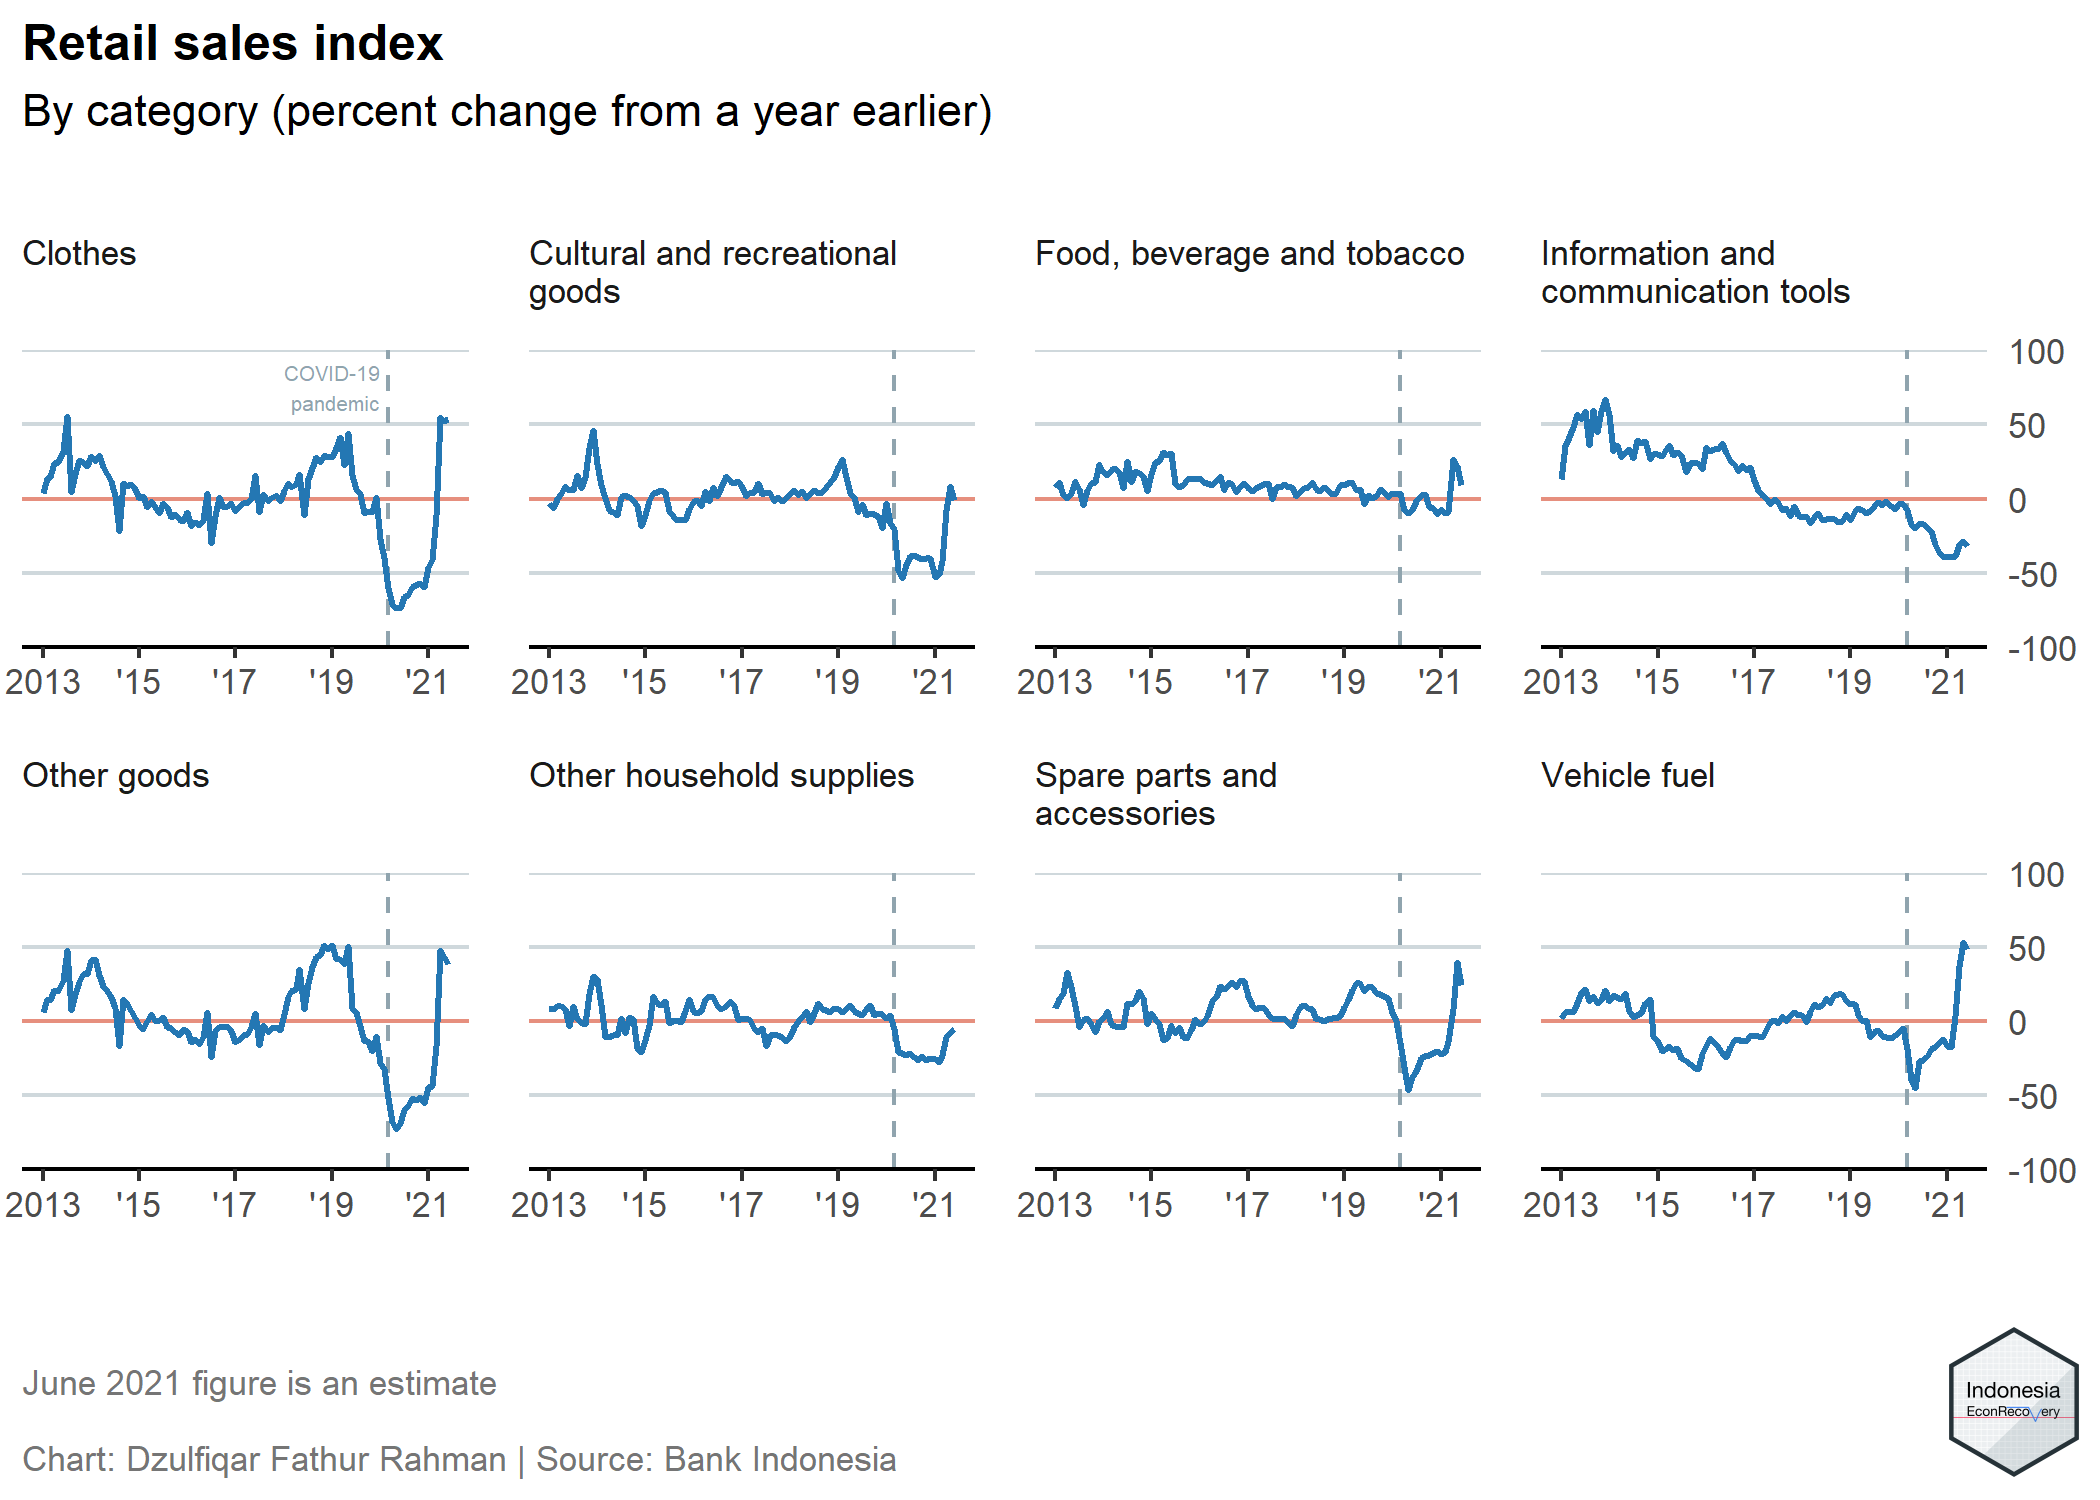 Retail sales index
By category (percent change from a year earlier)
Clothes
Cultural and recreational
goods
Food, beverage and tobacco
Information and
communication tools
COVID-19
pandemic
100
50
0
-50
-100
2013 '15 '17 '19 '21
2013 '15 '17 '19 '21
2013 '15 '17 '19 '21
2013 '15 '17 '19 '21
Other goods
Other household supplies
Spare parts and
accessories
Vehicle fuel
100
50
0
-50
-100
2013 '15 '17 '19 '21
2013 '15 '17 '19 '21
2013 '15 '17 '19 '21
2013 '15 '17 '19 '21
June 2021 figure is an estimate
Chart: Dzulfiqar Fathur Rahman | Source: Bank Indonesia
Indonesia
EconRecovery